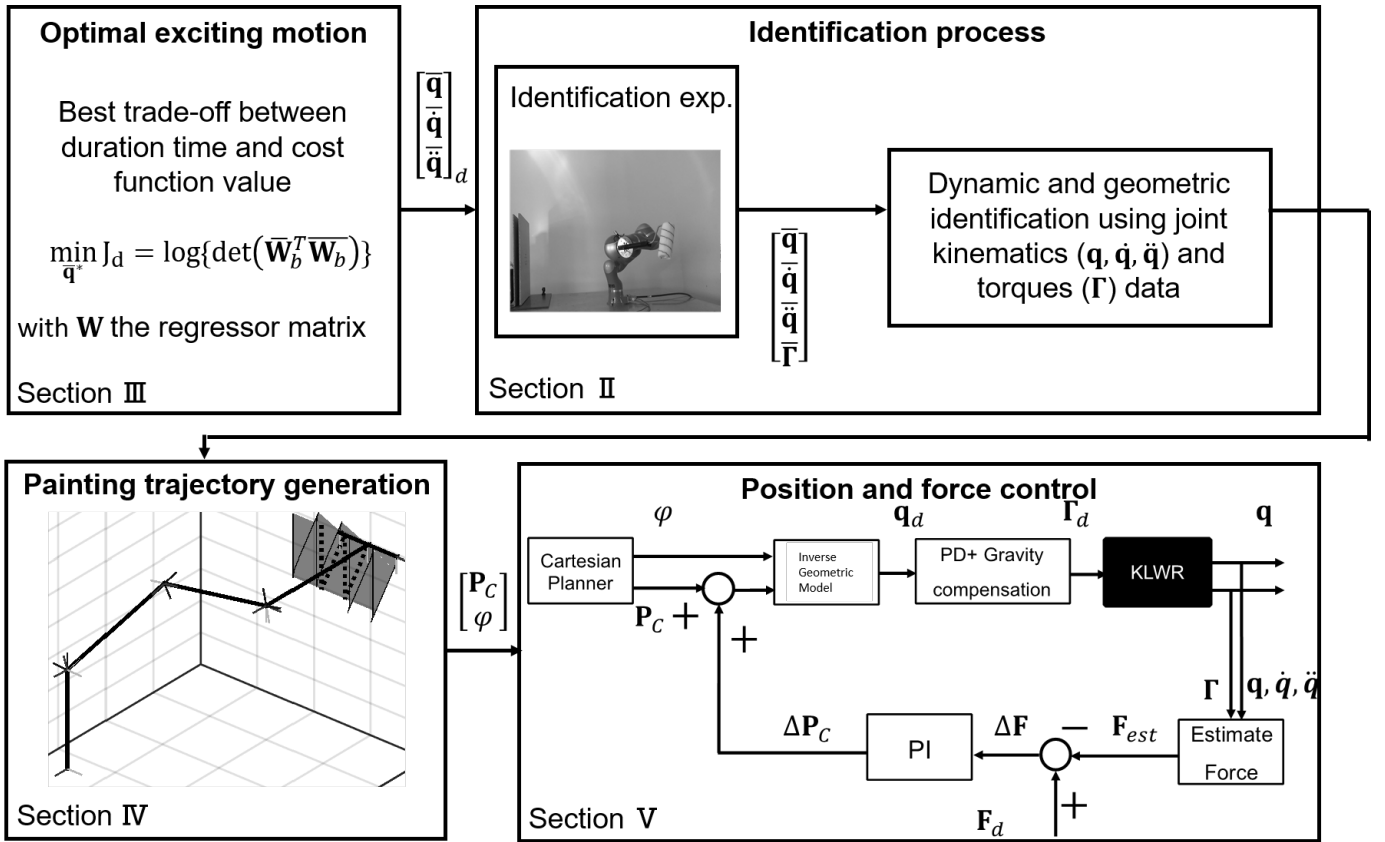 Optimal exciting motion
Best trade-off between
duration time and cost
function value
min J_d = log{det(W̅_b^T W̅_b)}
q̅*
with W the regressor matrix
Section Ⅲ
[q̅ q̅̇ q̅̈]_d
Identification process
Identification exp.
[q̅ q̅̇ q̅̈ Γ̅]
Dynamic and geometric
identification using joint
kinematics (q, q̇, q̈) and
torques (Γ) data
Section Ⅱ
Painting trajectory generation
Section Ⅳ
[P_C φ]
Position and force control
φ
q_d
Γ_d
q
Cartesian
Planner
P_C +
+
Inverse
Geometric
Model
PD+ Gravity
compensation
KLWR
Γ
q, q̇, q̈
ΔP_C
PI
ΔF
−
F_est
Estimate
Force
+
F_d
Section Ⅴ